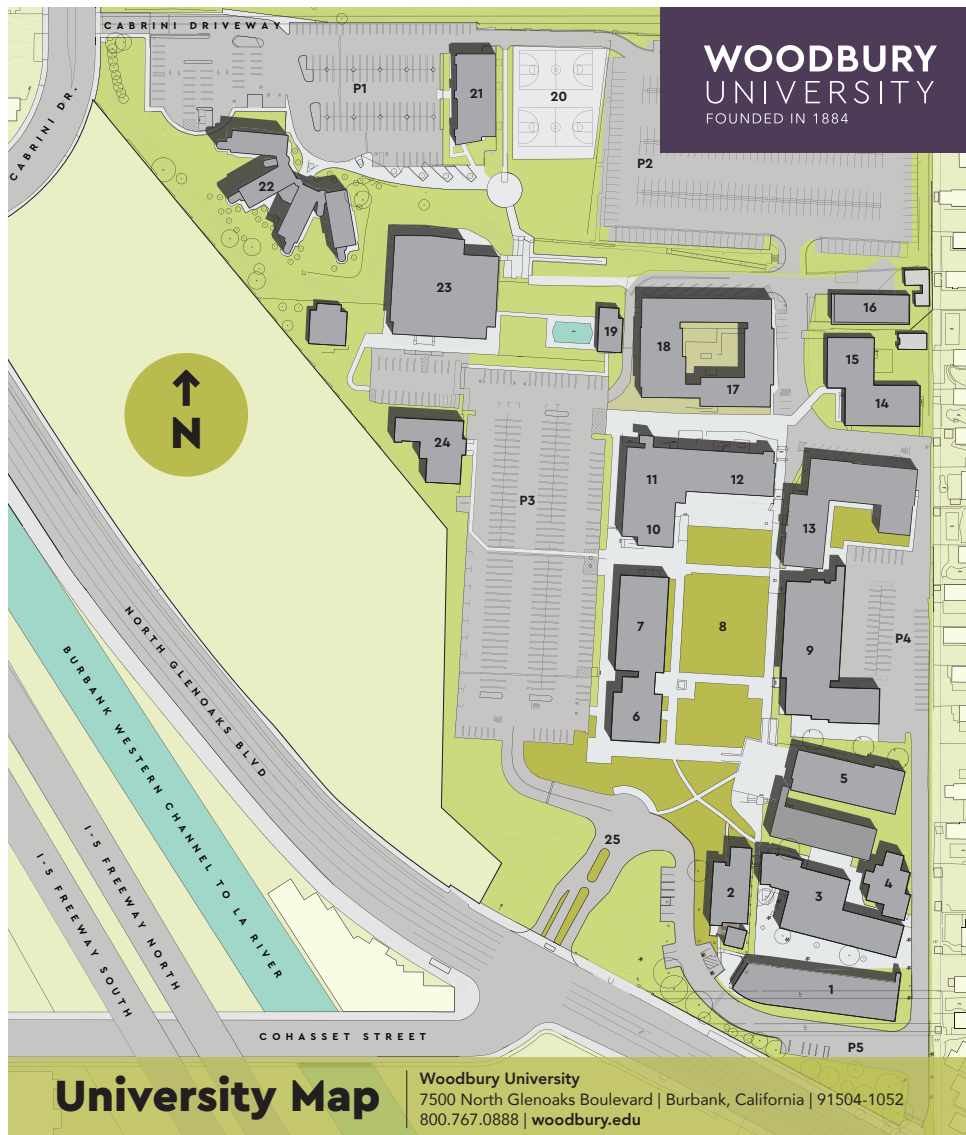 CABRINI DRIVEWAY
WOODBURY
UNIVERSITY
FOUNDED IN 1884
CABRINI DR.
P1
21
20
P2
22
23
19
18
17
16
15
14
N
24
P3
11
12
10
13
7
8
9
P4
6
5
25
2
3
4
1
P5
NORTH GLENOAKS BLVD
BURBANK WESTERN CHANNEL TO LA RIVER
I-5 FREEWAY NORTH
I-5 FREEWAY SOUTH
COHASSET STREET
University Map
Woodbury University
7500 North Glenoaks Boulevard | Burbank, California | 91504-1052
800.767.0888 | woodbury.edu